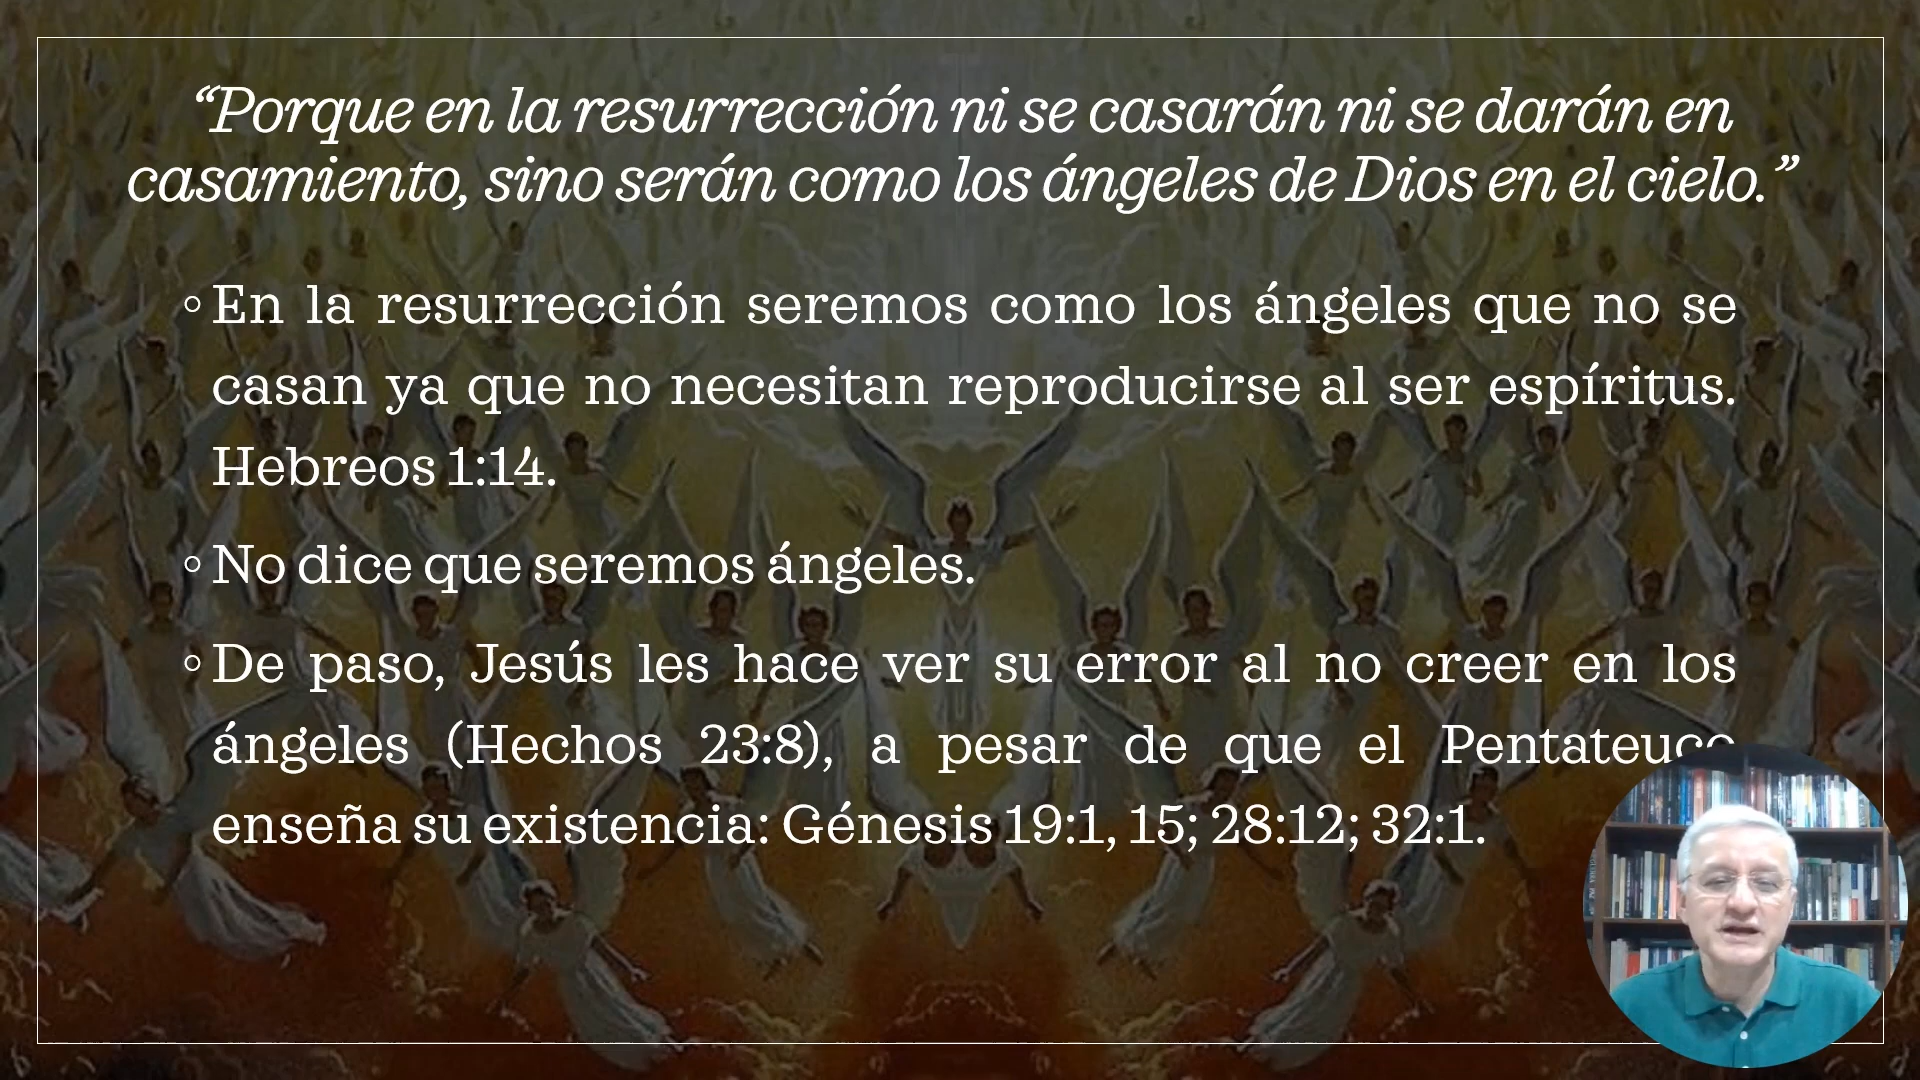 “Porque en la resurrección ni se casarán ni se darán en
casamiento, sino serán como los ángeles de Dios en el cielo.”
◦ En la resurrección seremos como los ángeles que no se
casan ya que no necesitan reproducirse al ser espíritus.
Hebreos 1:14.
◦ No dice que seremos ángeles.
◦ De paso, Jesús les hace ver su error al no creer en los
ángeles (Hechos 23:8), a pesar de que el Pentateuco
enseña su existencia: Génesis 19:1, 15; 28:12; 32:1.